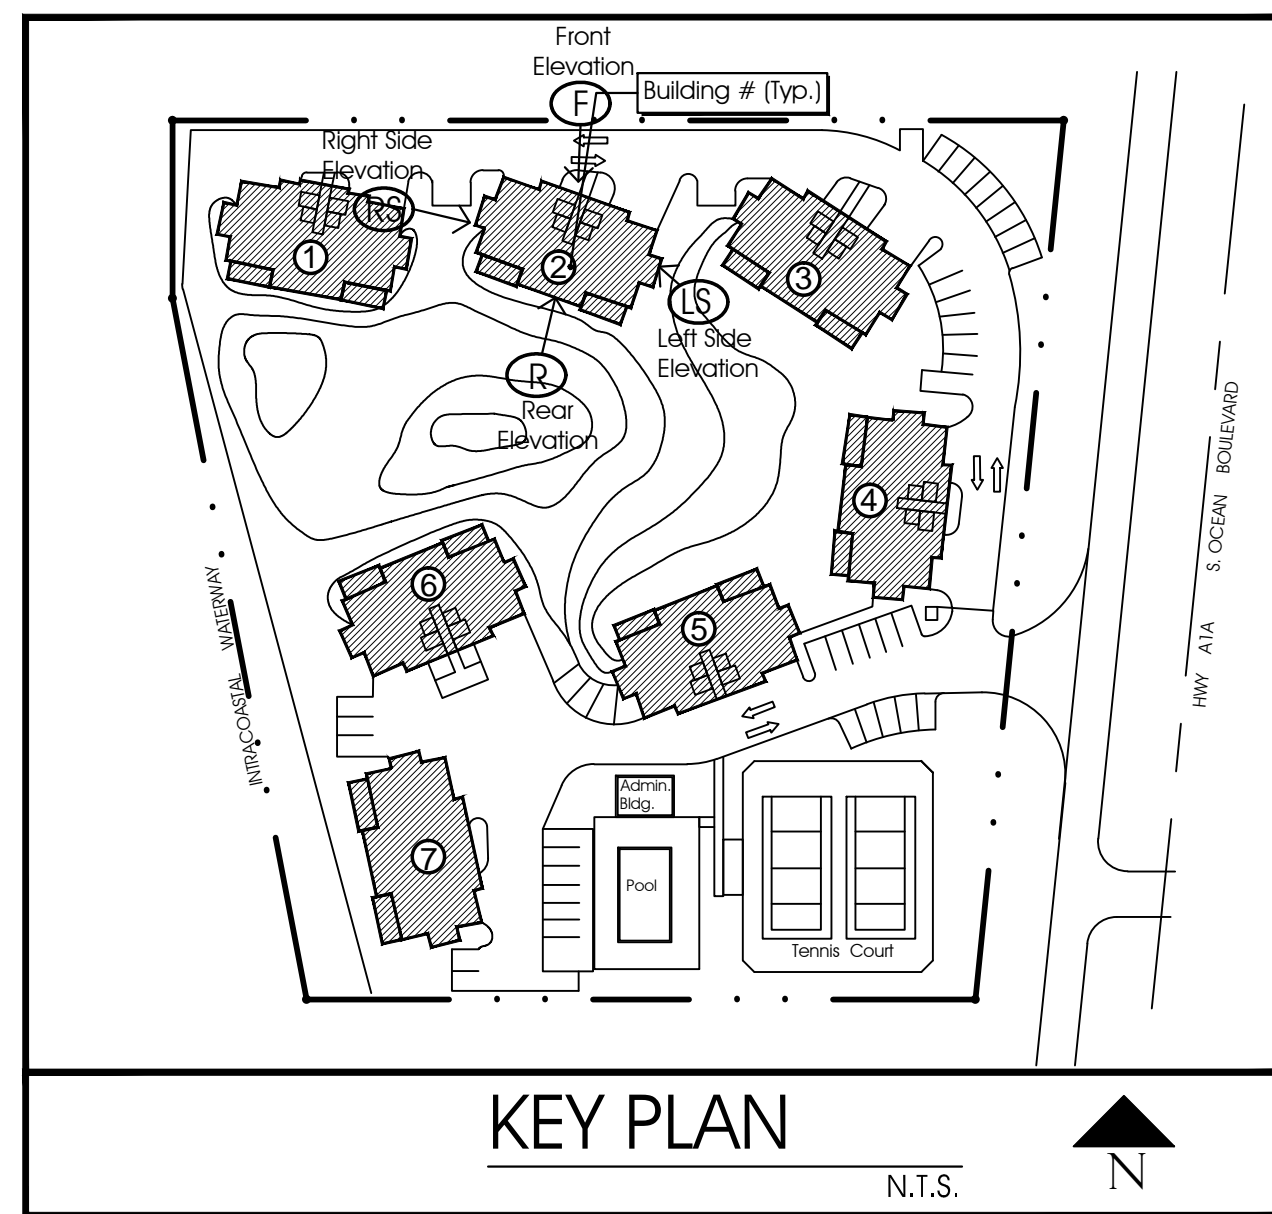 Front
Elevation
F
Building # (Typ.)
Right Side
Elevation
RS
1
2
3
LS
Left Side
Elevation
R
Rear
Elevation
4
S. OCEAN BOULEVARD
HWY A1A
INTRACOASTAL WATERWAY
6
5
7
Admin.
Bldg.
Pool
Tennis Court
KEY PLAN
N.T.S.
N